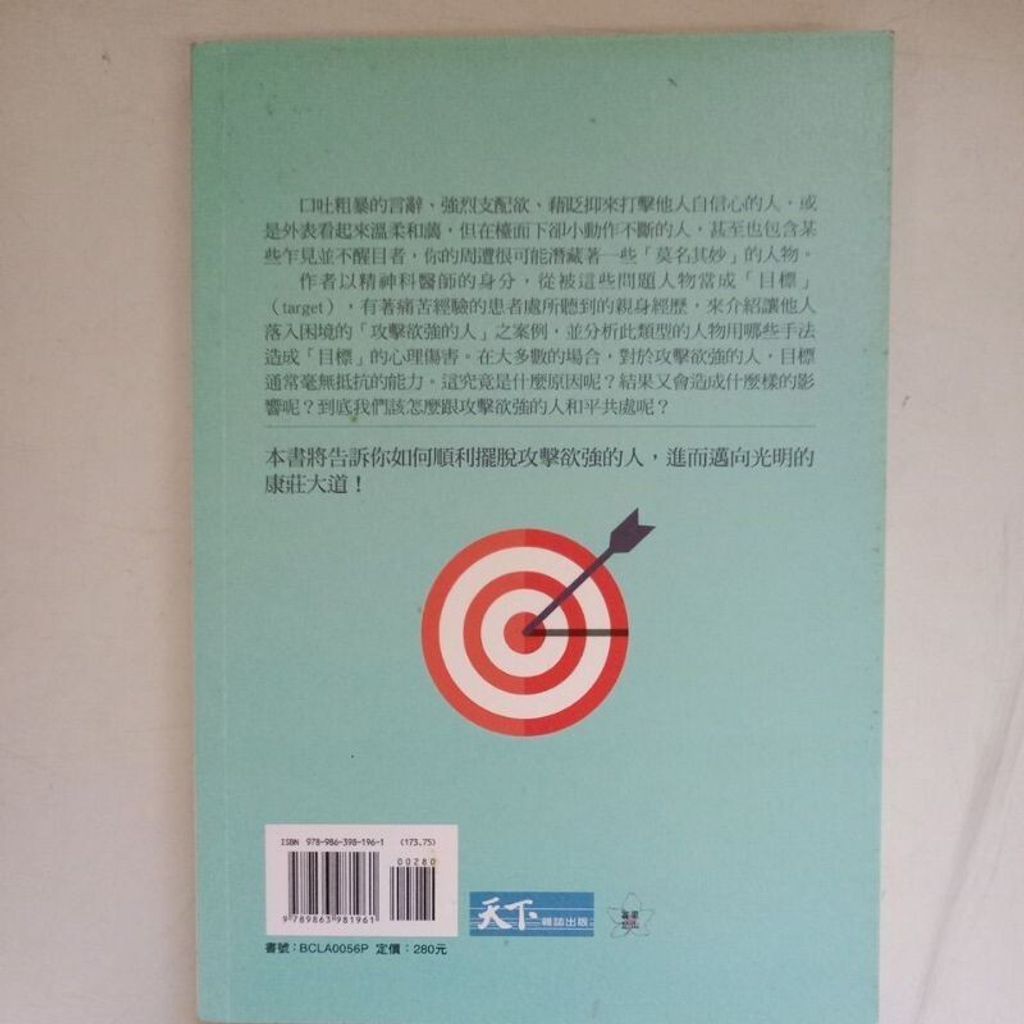 口吐粗暴的言辭、強烈支配欲、藉貶抑來打擊他人自信心的人，或
是外表看起來溫柔和藹，但在檯面下卻小動作不斷的人，甚至也包含某
些乍見並不醒目者，你的周遭很可能潛藏著一些「莫名其妙」的人物。
作者以精神科醫師的身分，從被這些問題人物當成「目標」
（target），有著痛苦經驗的患者處所聽到的親身經歷，來介紹讓他人
落入困境的「攻擊欲強的人」之案例，並分析此類型的人物用哪些手法
造成「目標」的心理傷害。在大多數的場合，對於攻擊欲強的人，目標
通常毫無抵抗的能力。這究竟是什麼原因呢？結果又會造成什麼樣的影
響呢？到底我們該怎麼跟攻擊欲強的人和平共處呢？
本書將告訴你如何順利擺脫攻擊欲強的人，進而邁向光明的
康莊大道！
ISBN 978-986-398-196-1 (173.75)
00280
9 789863 981961
天下雜誌出版
書號：BCLA0056P 定價：280元